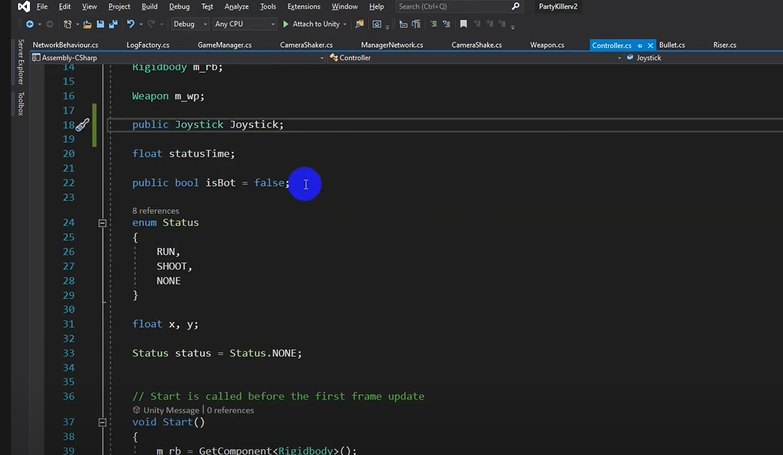 File Edit View Project Build Debug Test Analyze Tools Extensions Window Help Search (Ctrl+Q) PartyKillerv2
Debug Any CPU Attach to Unity
NetworkBehaviour.cs LogFactory.cs GameManager.cs CameraShaker.cs ManagerNetwork.cs CameraShake.cs Weapon.cs Controller.cs Bullet.cs Riser.cs
Assembly-CSharp Controller Joystick
Server Explorer
Toolbox
14 Rigidbody m_rb;
15
16 Weapon m_wp;
17
18 public Joystick Joystick;
19
20 float statusTime;
21
22 public bool isBot = false;
23
8 references
24 enum Status
25 {
26 RUN,
27 SHOOT,
28 NONE
29 }
30
31 float x, y;
32
33 Status status = Status.NONE;
34
35
36 // Start is called before the first frame update
Unity Message | 0 references
37 void Start()
38 {
39 m_rb = GetComponent<Rigidbody>();